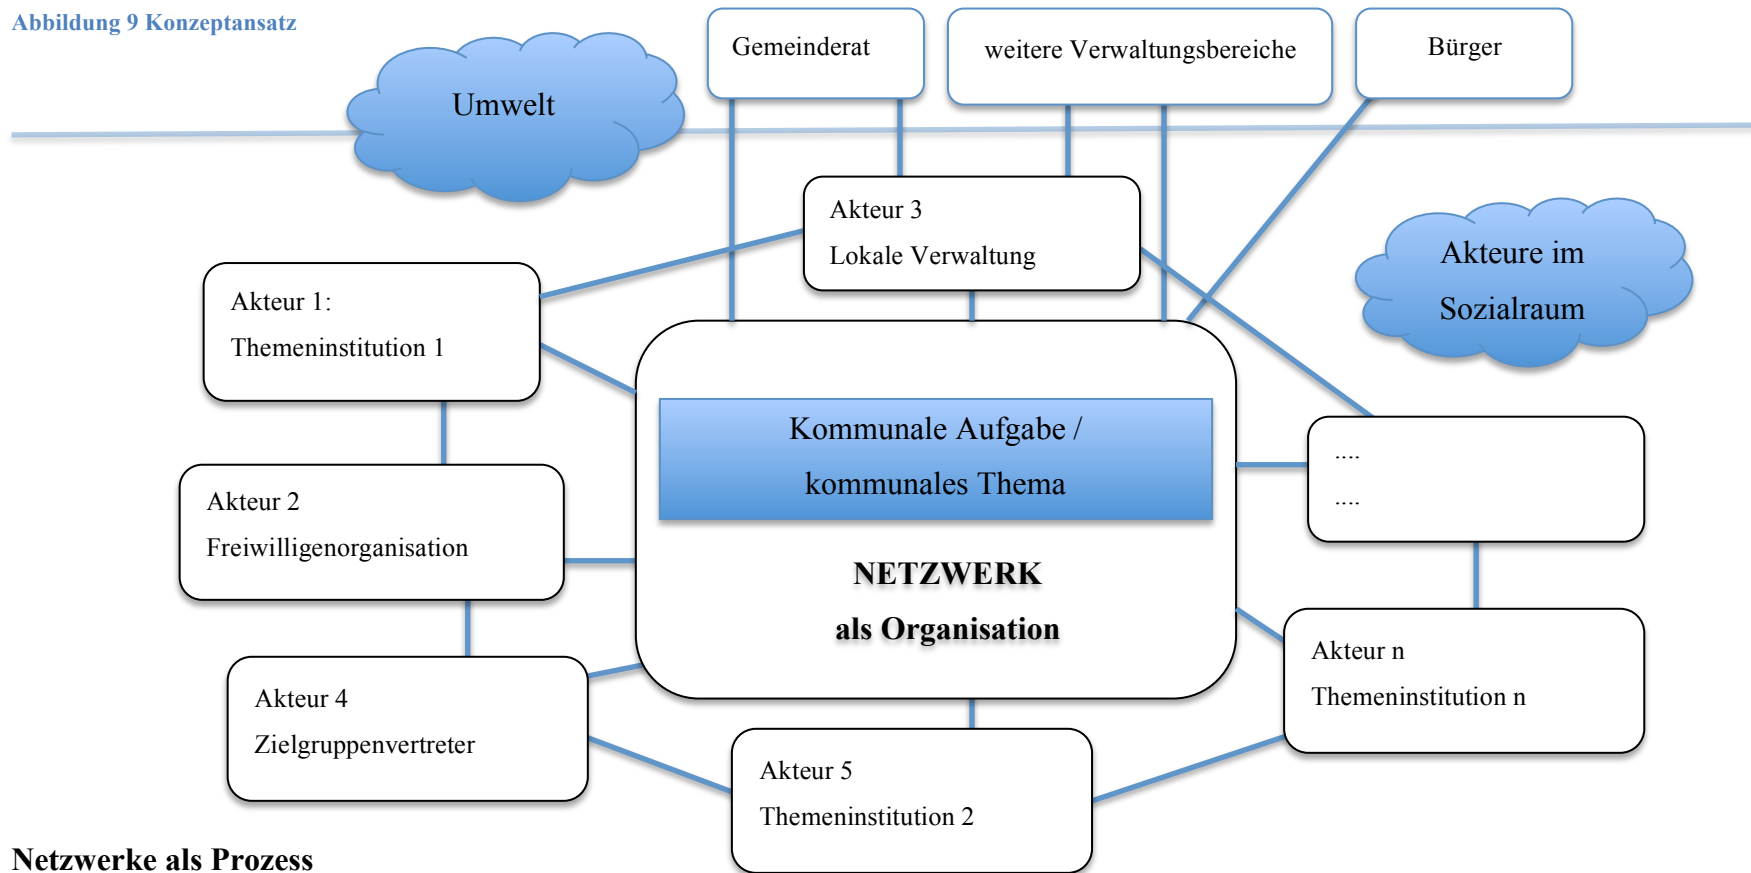 Abbildung 9 Konzeptansatz
Gemeinderat
weitere Verwaltungsbereiche
Bürger
Umwelt
Akteur 3
Lokale Verwaltung
Akteure im
Sozialraum
Akteur 1:
Themeninstitution 1
Kommunale Aufgabe /
kommunales Thema
....
....
Akteur 2
Freiwilligenorganisation
NETZWERK
als Organisation
Akteur n
Themeninstitution n
Akteur 4
Zielgruppenvertreter
Akteur 5
Themeninstitution 2
Netzwerke als Prozess